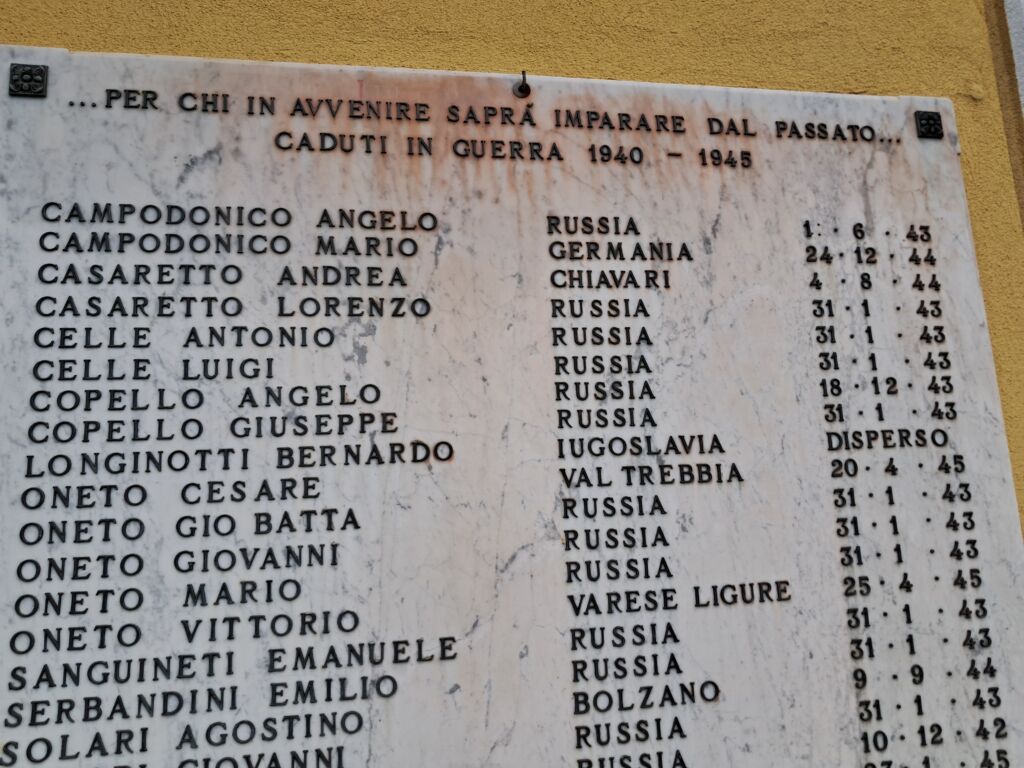 ...PER CHI IN AVVENIRE SAPRÁ IMPARARE DAL PASSATO...
CADUTI IN GUERRA 1940 - 1945
CAMPODONICO ANGELO RUSSIA 1 · 6 · 43
CAMPODONICO MARIO GERMANIA 24 · 12 · 44
CASARETTO ANDREA CHIAVARI 4 · 8 · 44
CASARETTO LORENZO RUSSIA 31 · 1 · 43
CELLE ANTONIO RUSSIA 31 · 1 · 43
CELLE LUIGI RUSSIA 31 · 1 · 43
COPELLO ANGELO RUSSIA 18 · 12 · 43
COPELLO GIUSEPPE RUSSIA 31 · 1 · 43
LONGINOTTI BERNARDO IUGOSLAVIA DISPERSO
ONETO CESARE VAL TREBBIA 20 · 4 · 45
ONETO GIO BATTA RUSSIA 31 · 1 · 43
ONETO GIOVANNI RUSSIA 31 · 1 · 43
ONETO MARIO RUSSIA 31 · 1 · 43
ONETO VITTORIO VARESE LIGURE 25 · 4 · 45
SANGUINETI EMANUELE RUSSIA 31 · 1 · 43
SERBANDINI EMILIO RUSSIA 31 · 1 · 43
SOLARI AGOSTINO BOLZANO 9 · 9 · 44
GIOVANNI RUSSIA 31 · 1 · 43
RUSSIA 10 · 12 · 42